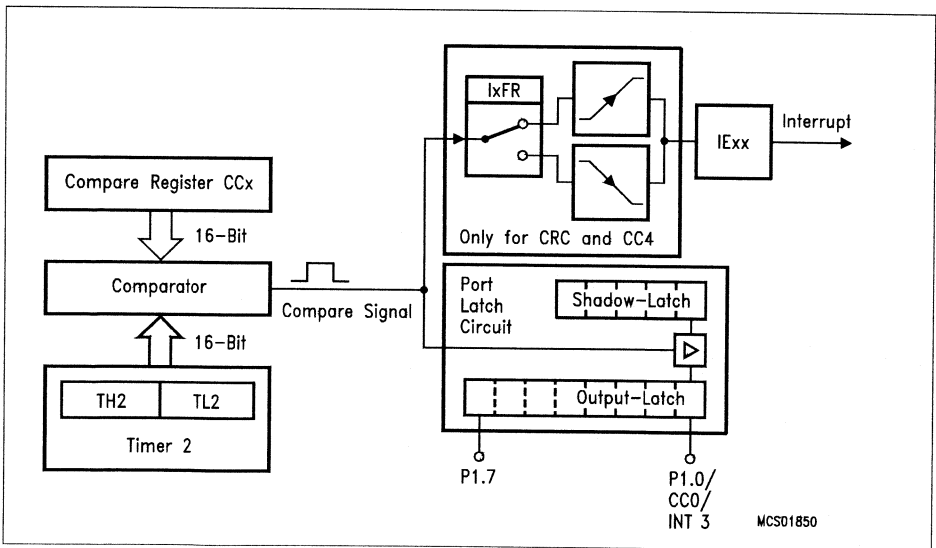 IxFR
IExx
Interrupt
Only for CRC and CC4
Compare Register CCx
16-Bit
Comparator
Compare Signal
16-Bit
TH2
TL2
Timer 2
Port
Latch
Circuit
Shadow-Latch
Output-Latch
P1.7
P1.0/
CC0/
INT 3
MCS01850